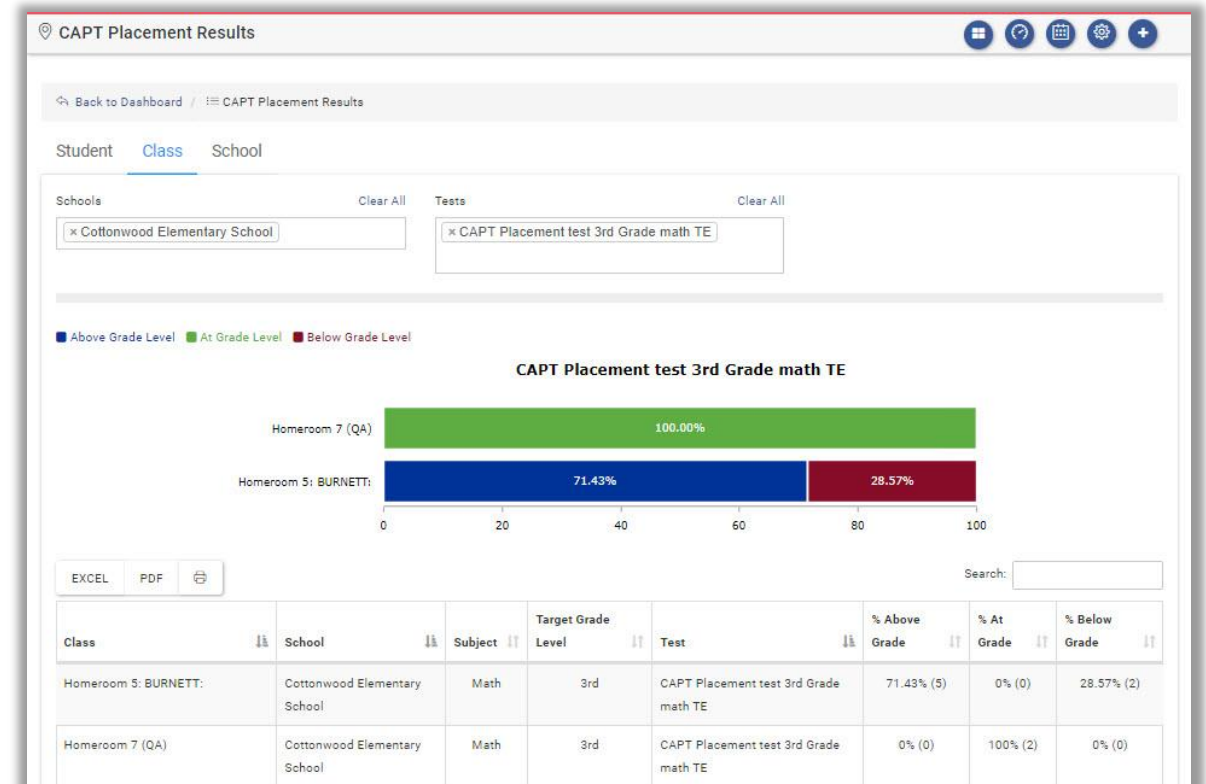 CAPT Placement Results
Back to Dashboard / CAPT Placement Results
Student Class School
Schools Clear All Tests Clear All
× Cottonwood Elementary School × CAPT Placement test 3rd Grade math TE
Above Grade Level At Grade Level Below Grade Level
CAPT Placement test 3rd Grade math TE
Homeroom 7 (QA) 100.00%
Homeroom 5: BURNETT: 71.43% 28.57%
0 20 40 60 80 100
EXCEL PDF Search:
Target Grade % Above % At % Below
Class School Subject Level Test Grade Grade Grade
Homeroom 5: BURNETT: Cottonwood Elementary Math 3rd CAPT Placement test 3rd Grade 71.43% (5) 0% (0) 28.57% (2)
School math TE
Homeroom 7 (QA) Cottonwood Elementary Math 3rd CAPT Placement test 3rd Grade 0% (0) 100% (2) 0% (0)
School math TE